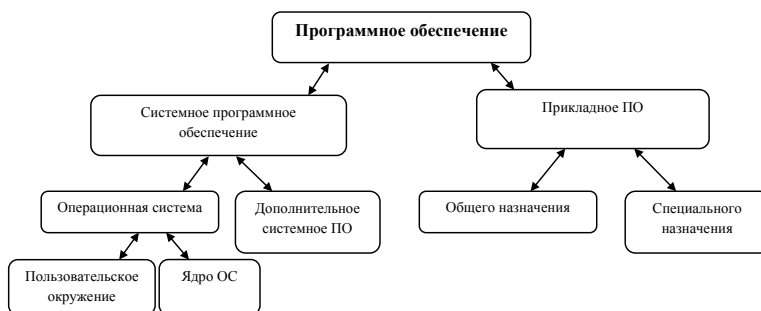 Программное обеспечение
Системное программное
обеспечение
Прикладное ПО
Операционная система
Дополнительное
системное ПО
Общего назначения
Специального
назначения
Пользовательское
окружение
Ядро ОС